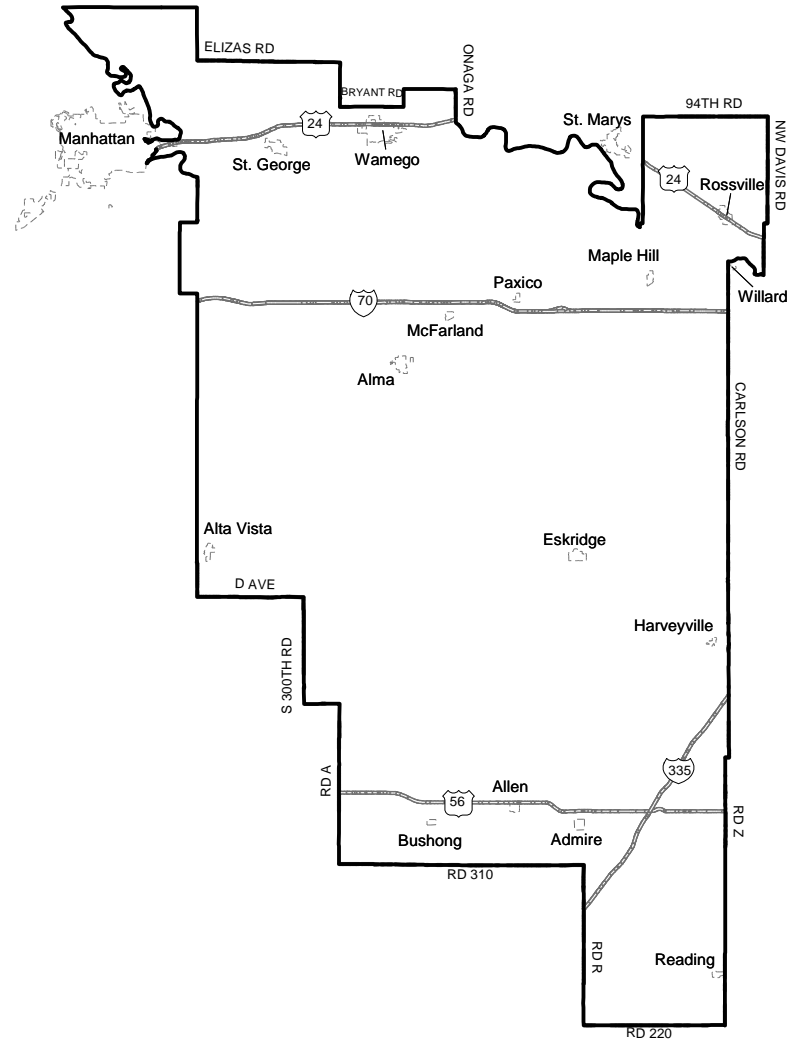 ELIZAS RD
ONAGA RD
BRYANT RD
94TH RD
NW DAVIS RD
St. Marys
24
Manhattan
St. George
Wamego
24
Rossville
Maple Hill
Paxico
Willard
70
McFarland
Alma
CARLSON RD
Alta Vista
Eskridge
D AVE
Harveyville
S 300TH RD
RD A
335
Allen
56
RD Z
Bushong
Admire
RD 310
RD R
Reading
RD 220